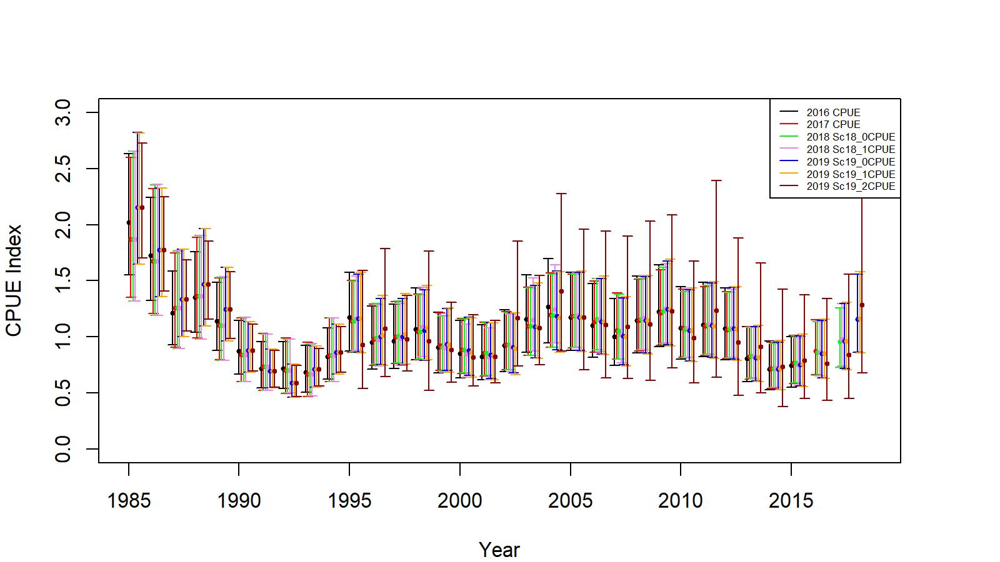 3.0
2.5
2.0
1.5
1.0
0.5
0.0
CPUE Index
2016 CPUE
2017 CPUE
2018 Sc18_0CPUE
2018 Sc18_1CPUE
2019 Sc19_0CPUE
2019 Sc19_1CPUE
2019 Sc19_2CPUE
1985 1990 1995 2000 2005 2010 2015
Year